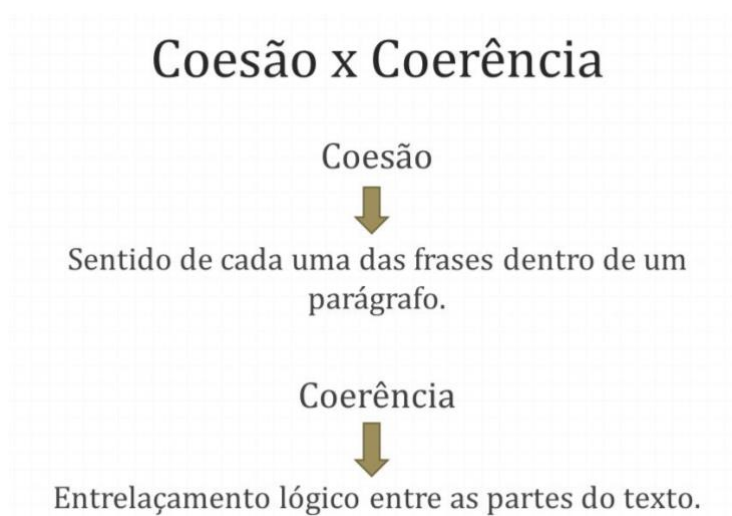 Coesão x Coerência
Coesão
Sentido de cada uma das frases dentro de um
parágrafo.
Coerência
Entrelaçamento lógico entre as partes do texto.